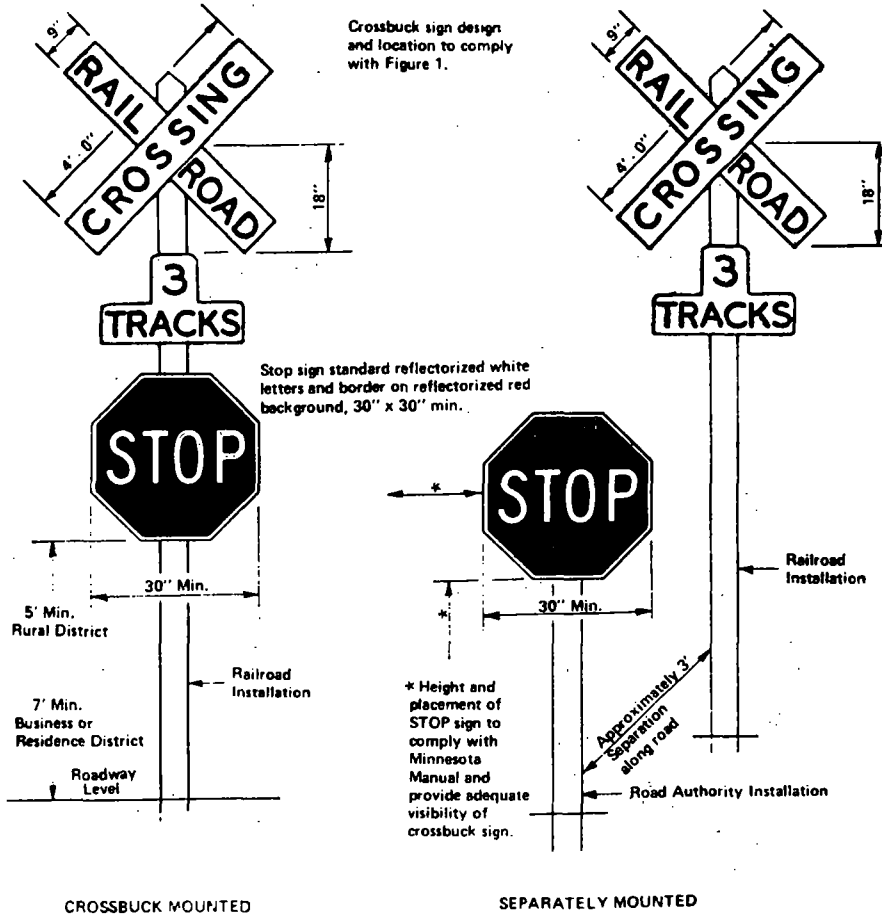 Crossbuck sign design
and location to comply
with Figure 1.
9"
RAIL
ROAD
CROSSING
4'-0"
18"
3
TRACKS
Stop sign standard reflectorized white
letters and border on reflectorized red
background, 30" x 30" min.
STOP
30" Min.
5' Min.
Rural District
7' Min.
Business or
Residence District
Roadway
Level
Railroad
Installation
CROSSBUCK MOUNTED
9"
RAIL
ROAD
CROSSING
4'-0"
18"
3
TRACKS
*
STOP
30" Min.
*
* Height and
placement of
STOP sign to
comply with
Minnesota
Manual and
provide adequate
visibility of
crossbuck sign.
Approximately 3'
Separation
along road
Railroad
Installation
Road Authority Installation
SEPARATELY MOUNTED